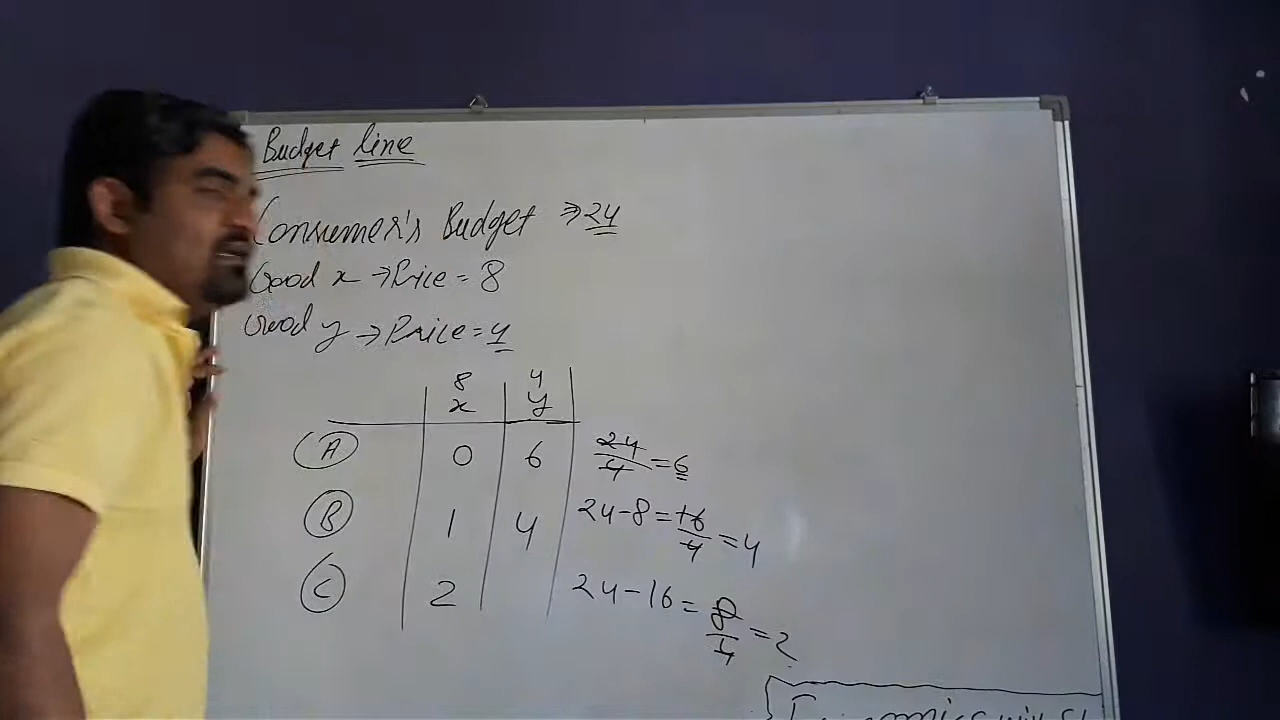 Budget line
Consumer's Budget ⇒ 24
Good x → Price = 8
Good y → Price = 4
8 4
x y
A 0 6 24/4 = 6
B 1 4 24-8 = 16/4 = 4
C 2 24-16 = 8/4 = 2